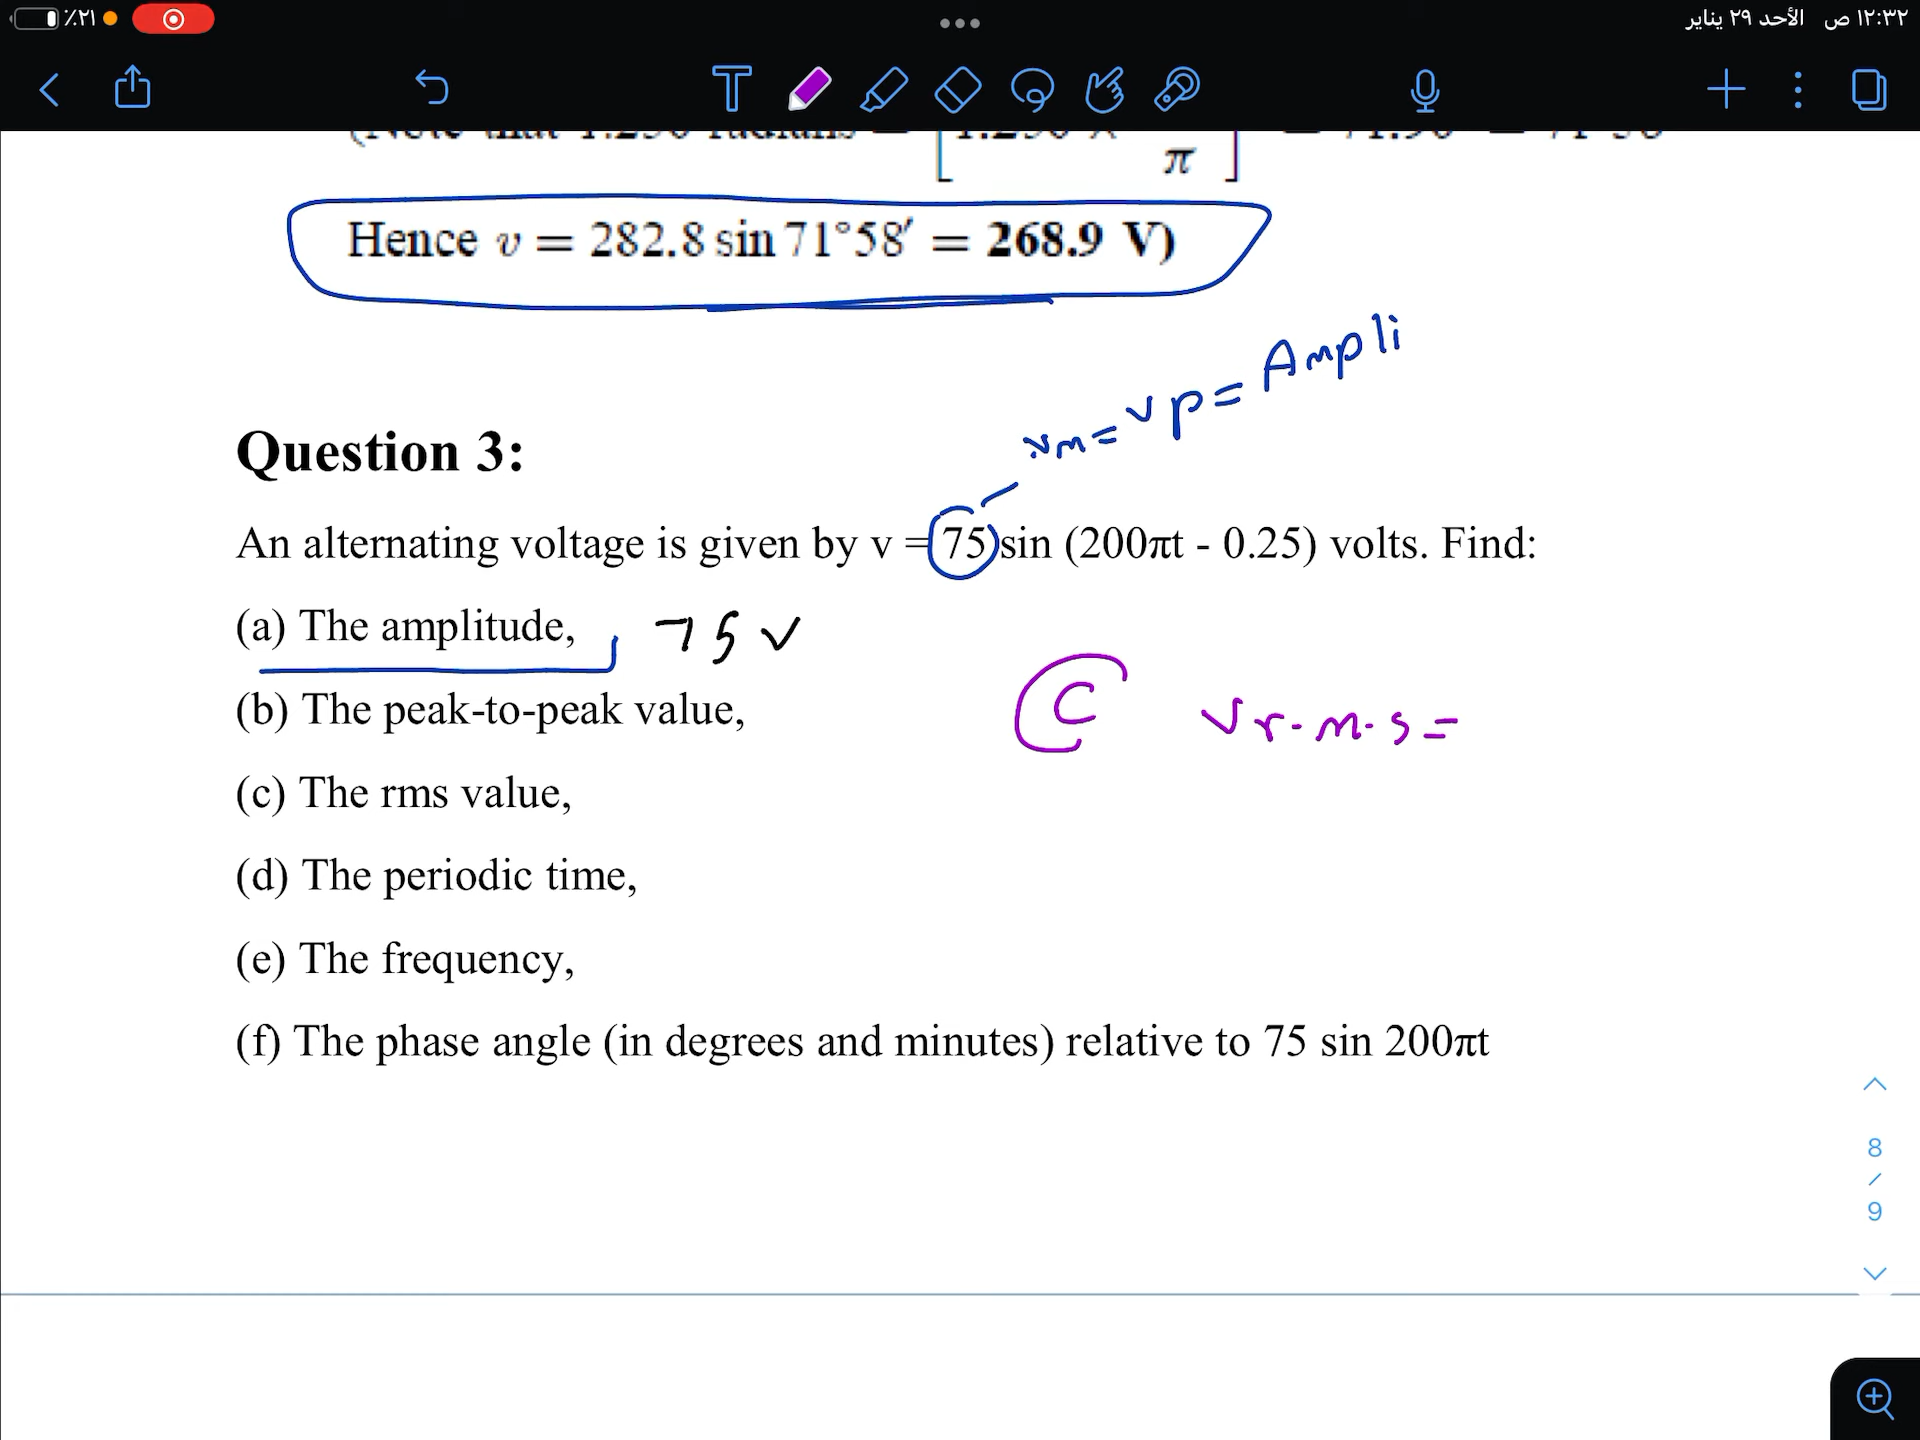 ٪٢١
١٢:٣٢ ص الأحد ٢٩ يناير
π
Hence v = 282.8 sin 71°58′ = 268.9 V)
vm = vp = Ampli
Question 3:
An alternating voltage is given by v = 75 sin (200πt - 0.25) volts. Find:
(a) The amplitude, 75 v
(b) The peak-to-peak value,
C Vr.m.s =
(c) The rms value,
(d) The periodic time,
(e) The frequency,
(f) The phase angle (in degrees and minutes) relative to 75 sin 200πt
8
/
9